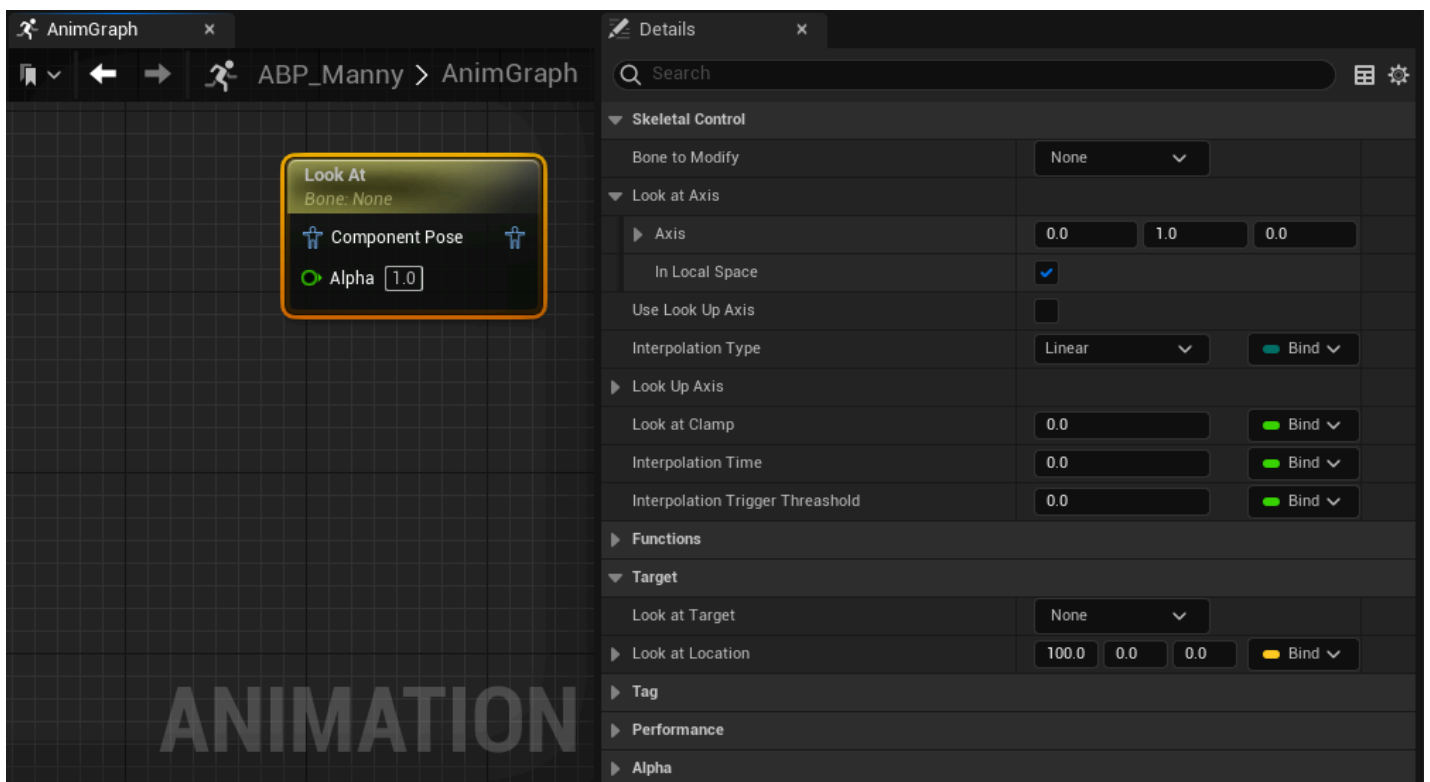 AnimGraph
ABP_Manny > AnimGraph
Look At
Bone: None
Component Pose
Alpha 1.0
ANIMATION
Details
Search
Skeletal Control
Bone to Modify None
Look at Axis
Axis 0.0 1.0 0.0
In Local Space
Use Look Up Axis
Interpolation Type Linear Bind
Look Up Axis
Look at Clamp 0.0 Bind
Interpolation Time 0.0 Bind
Interpolation Trigger Threashold 0.0 Bind
Functions
Target
Look at Target None
Look at Location 100.0 0.0 0.0 Bind
Tag
Performance
Alpha